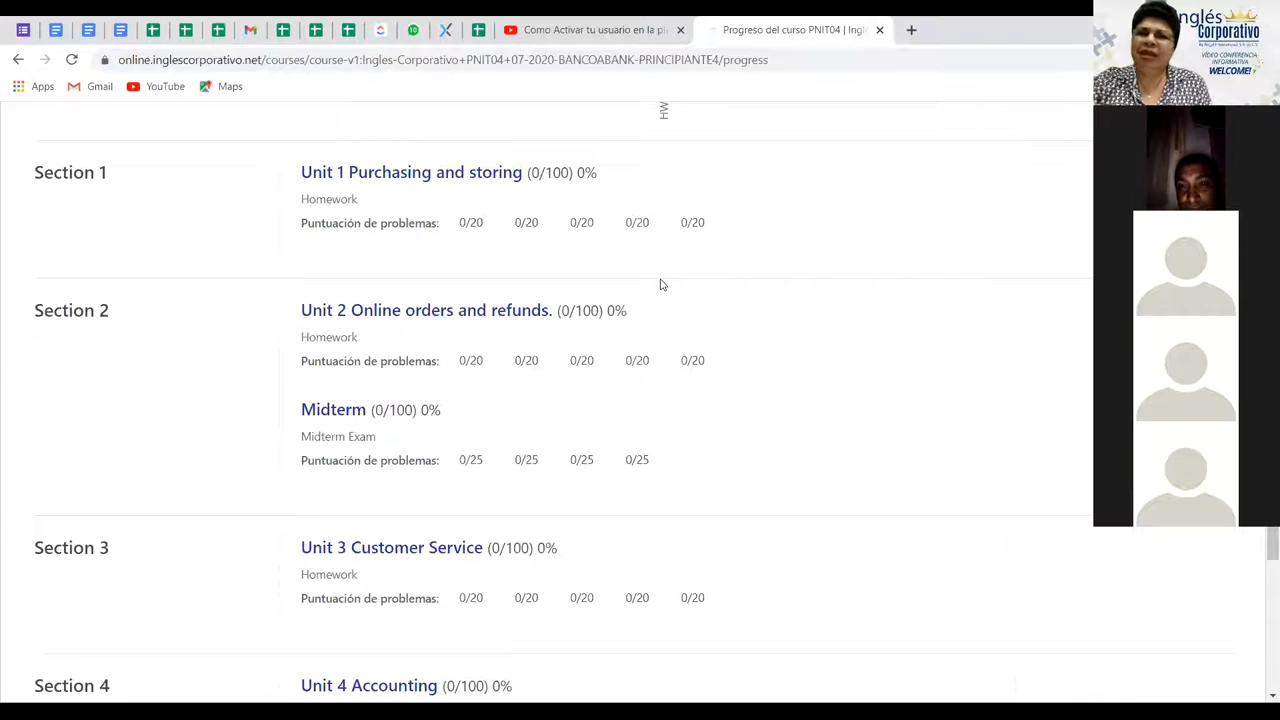 Como Activar tu usuario en la pl
Progreso del curso PNIT04 | Ingl
online.inglescorporativo.net/courses/course-v1:Ingles-Corporativo+PNIT04+07-2020+BANCOABANK-PRINCIPIANTE4/progress
Apps
Gmail
YouTube
Maps
Inglés
Corporativo
VÍDEO CONFERENCIA
INFORMATIVA
WELCOME!
HW
Section 1
Unit 1 Purchasing and storing (0/100) 0%
Homework
Puntuación de problemas: 0/20 0/20 0/20 0/20 0/20
Section 2
Unit 2 Online orders and refunds. (0/100) 0%
Homework
Puntuación de problemas: 0/20 0/20 0/20 0/20 0/20
Midterm (0/100) 0%
Midterm Exam
Puntuación de problemas: 0/25 0/25 0/25 0/25
Section 3
Unit 3 Customer Service (0/100) 0%
Homework
Puntuación de problemas: 0/20 0/20 0/20 0/20 0/20
Section 4
Unit 4 Accounting (0/100) 0%